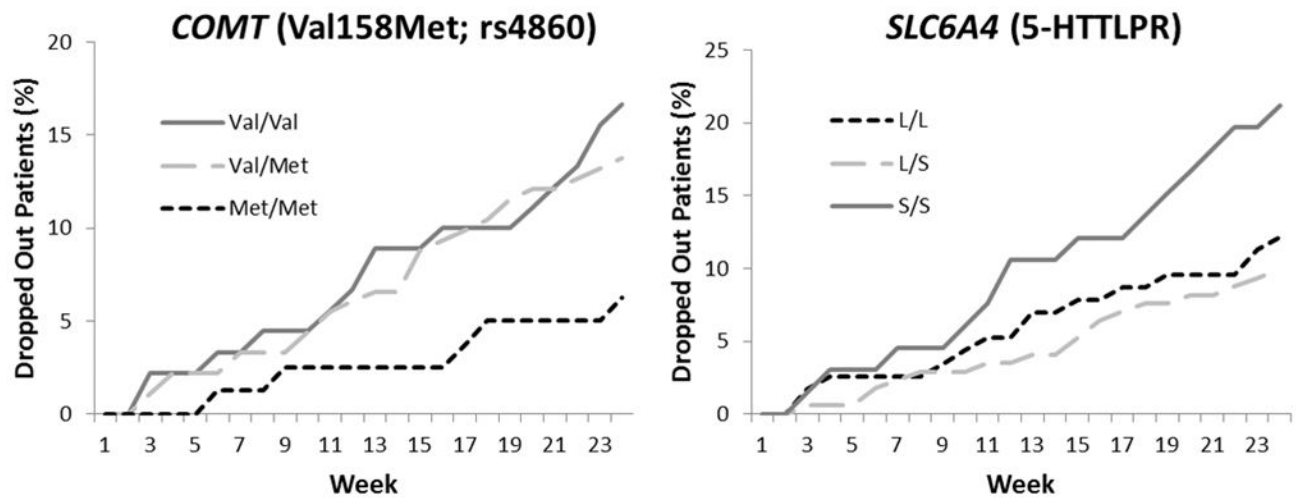 COMT (Val158Met; rs4860)
Dropped Out Patients (%)
20
15
10
5
0
Val/Val
Val/Met
Met/Met
1 3 5 7 9 11 13 15 17 19 21 23
Week
SLC6A4 (5-HTTLPR)
Dropped Out Patients (%)
25
20
15
10
5
0
L/L
L/S
S/S
1 3 5 7 9 11 13 15 17 19 21 23
Week